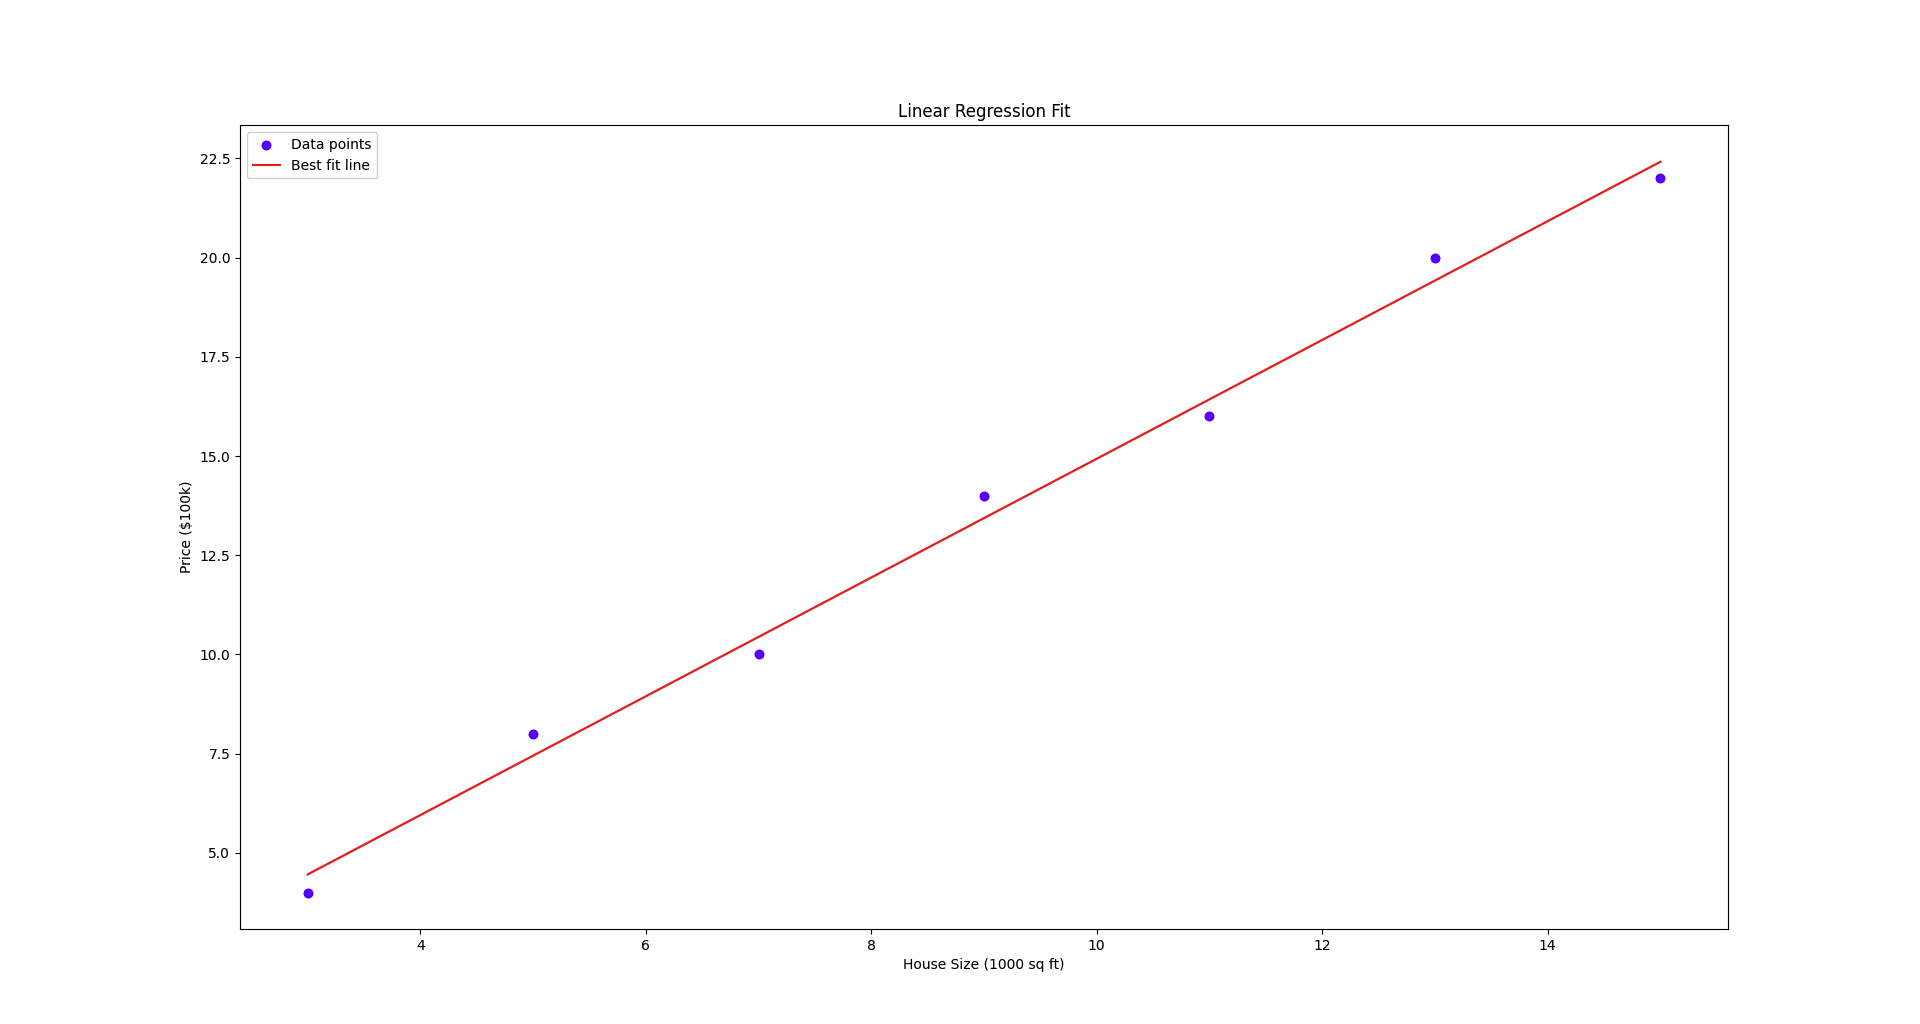 Linear Regression Fit
Data points
Best fit line
22.5
20.0
17.5
15.0
12.5
10.0
7.5
5.0
Price ($100k)
4 6 8 10 12 14
House Size (1000 sq ft)